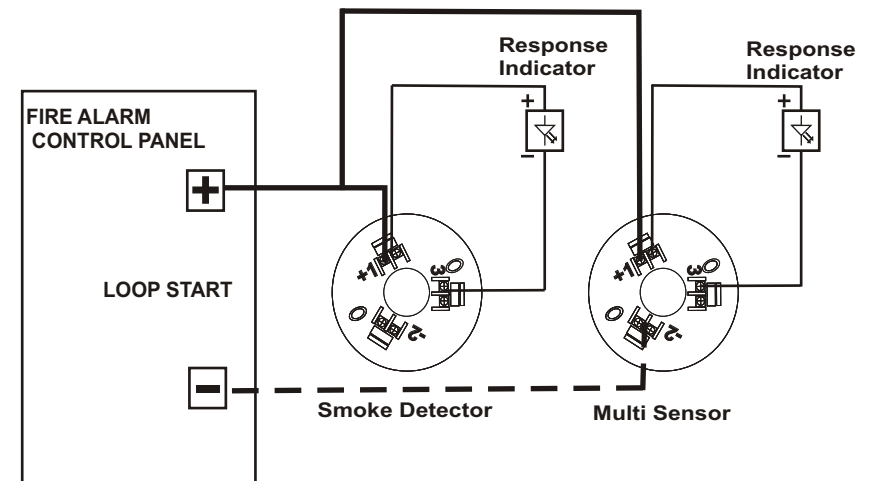 Response
Indicator
Response
Indicator
FIRE ALARM
CONTROL PANEL
+
-
+
-
+
LOOP START
+1
3
-2
+1
3
-2
-
Smoke Detector
Multi Sensor